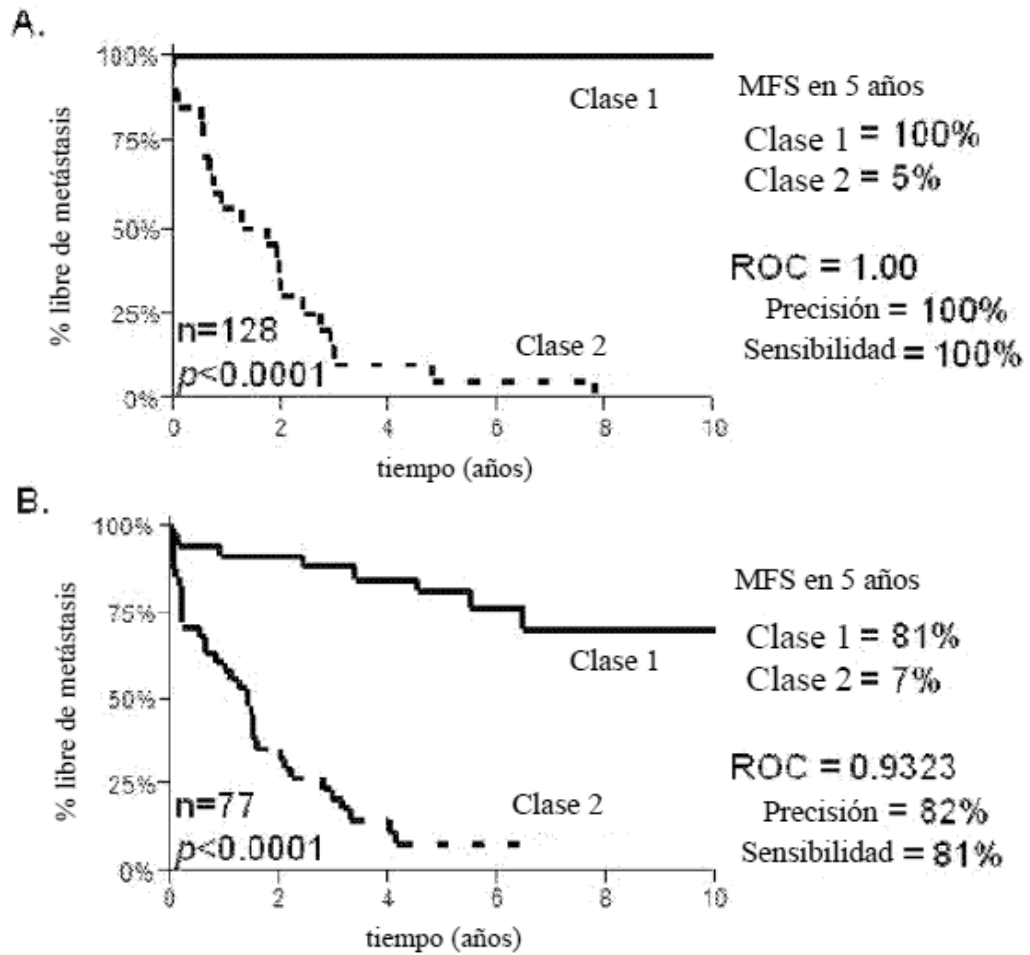 A.
% libre de metástasis
100%
75%
50%
25%
0%
n=128
p<0.0001
Clase 1
Clase 2
0 2 4 6 8 10
tiempo (años)
MFS en 5 años
Clase 1 = 100%
Clase 2 = 5%
ROC = 1.00
Precisión = 100%
Sensibilidad = 100%
B.
% libre de metástasis
100%
75%
50%
25%
0%
n=77
p<0.0001
Clase 1
Clase 2
0 2 4 6 8 10
tiempo (años)
MFS en 5 años
Clase 1 = 81%
Clase 2 = 7%
ROC = 0.9323
Precisión = 82%
Sensibilidad = 81%